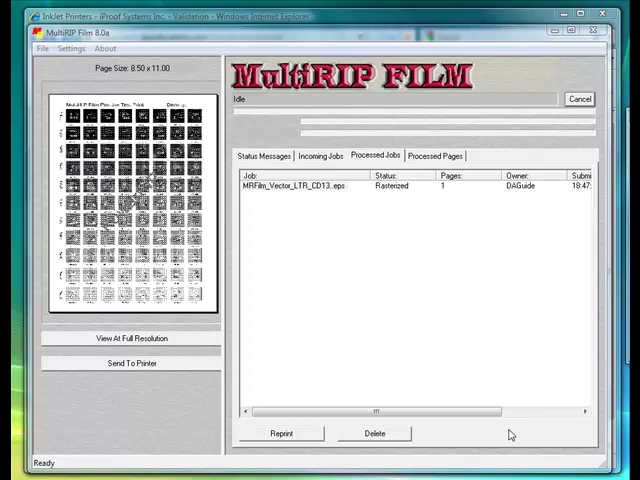 InkJet Printers - iProof Systems Inc. - Validation - Windows Internet Explorer
MultiRIP Film 8.0a
File Settings About
Page Size: 8.50 x 11.00
MultiRIP FILM
Idle
Cancel
Status Messages Incoming Jobs Processed Jobs Processed Pages
Job: Status: Pages: Owner: Submi
MRFilm_Vector_LTR_CD13..eps Rasterized 1 DAGuide 18:47:
View At Full Resolution
Send To Printer
Reprint Delete
Ready